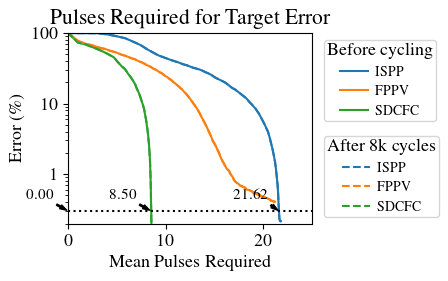 Pulses Required for Target Error
Error (%)
100
10
1
0.00
8.50
21.62
0
10
20
Mean Pulses Required
Before cycling
ISPP
FPPV
SDCFC
After 8k cycles
ISPP
FPPV
SDCFC